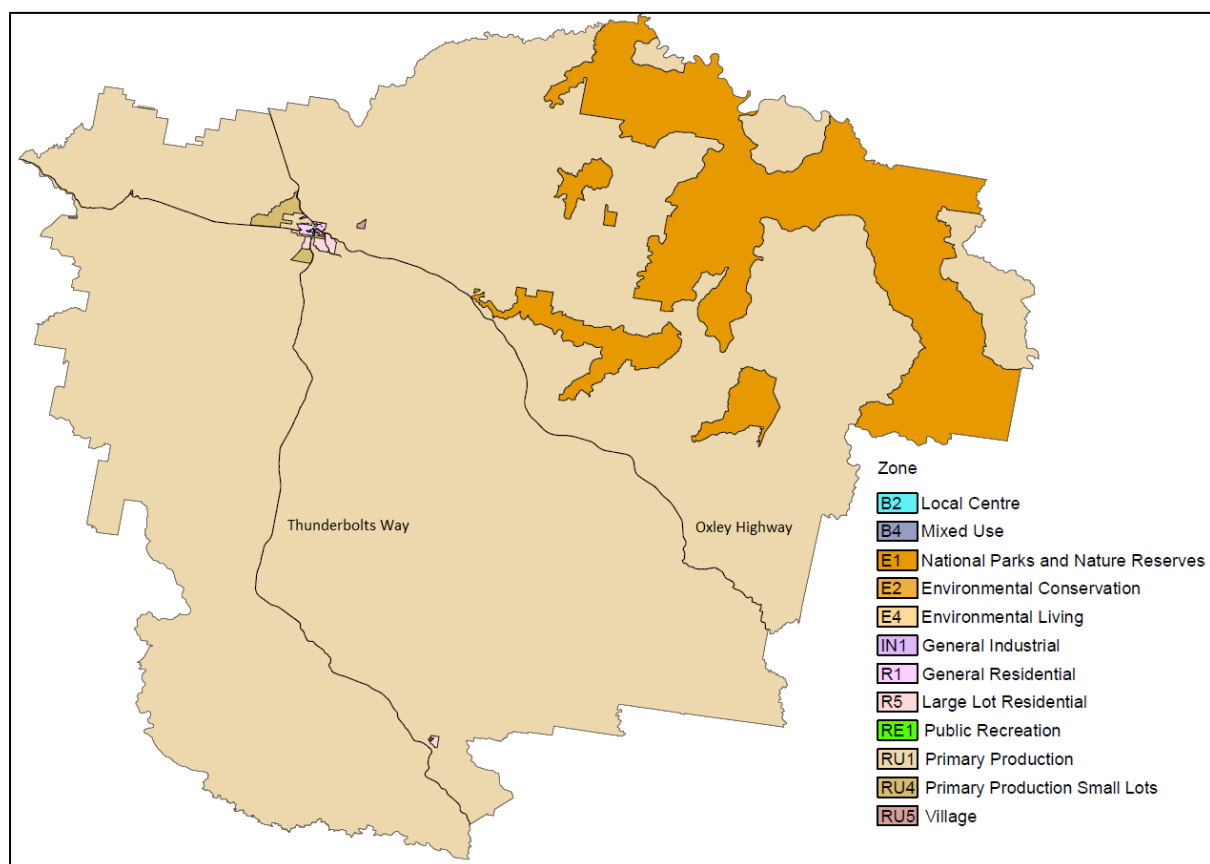 Thunderbolts Way
Oxley Highway
Zone
B2 Local Centre
B4 Mixed Use
E1 National Parks and Nature Reserves
E2 Environmental Conservation
E4 Environmental Living
IN1 General Industrial
R1 General Residential
R5 Large Lot Residential
RE1 Public Recreation
RU1 Primary Production
RU4 Primary Production Small Lots
RU5 Village